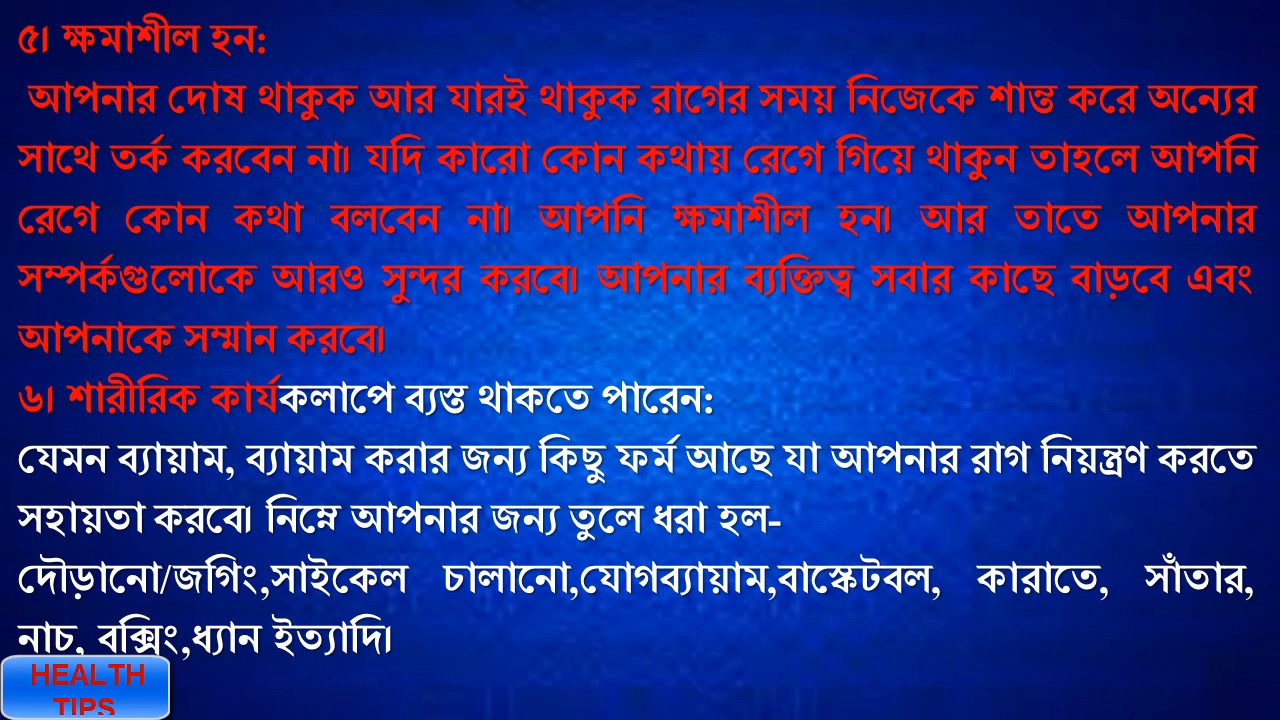 ৫। ক্ষমাশীল হন:
আপনার দোষ থাকুক আর যারই থাকুক রাগের সময় নিজেকে শান্ত করে অন্যের
সাথে তর্ক করবেন না। যদি কারো কোন কথায় রেগে গিয়ে থাকুন তাহলে আপনি
রেগে কোন কথা বলবেন না। আপনি ক্ষমাশীল হন। আর তাতে আপনার
সম্পর্কগুলোকে আরও সুন্দর করবে। আপনার ব্যক্তিত্ব সবার কাছে বাড়বে এবং
আপনাকে সম্মান করবে।
৬। শারীরিক কার্যকলাপে ব্যস্ত থাকতে পারেন:
যেমন ব্যায়াম, ব্যায়াম করার জন্য কিছু ফর্ম আছে যা আপনার রাগ নিয়ন্ত্রণ করতে
সহায়তা করবে। নিম্নে আপনার জন্য তুলে ধরা হল-
দৌড়ানো/জগিং,সাইকেল চালানো,যোগব্যায়াম,বাস্কেটবল, কারাতে, সাঁতার,
নাচ, বক্সিং,ধ্যান ইত্যাদি।
HEALTH
TIPS